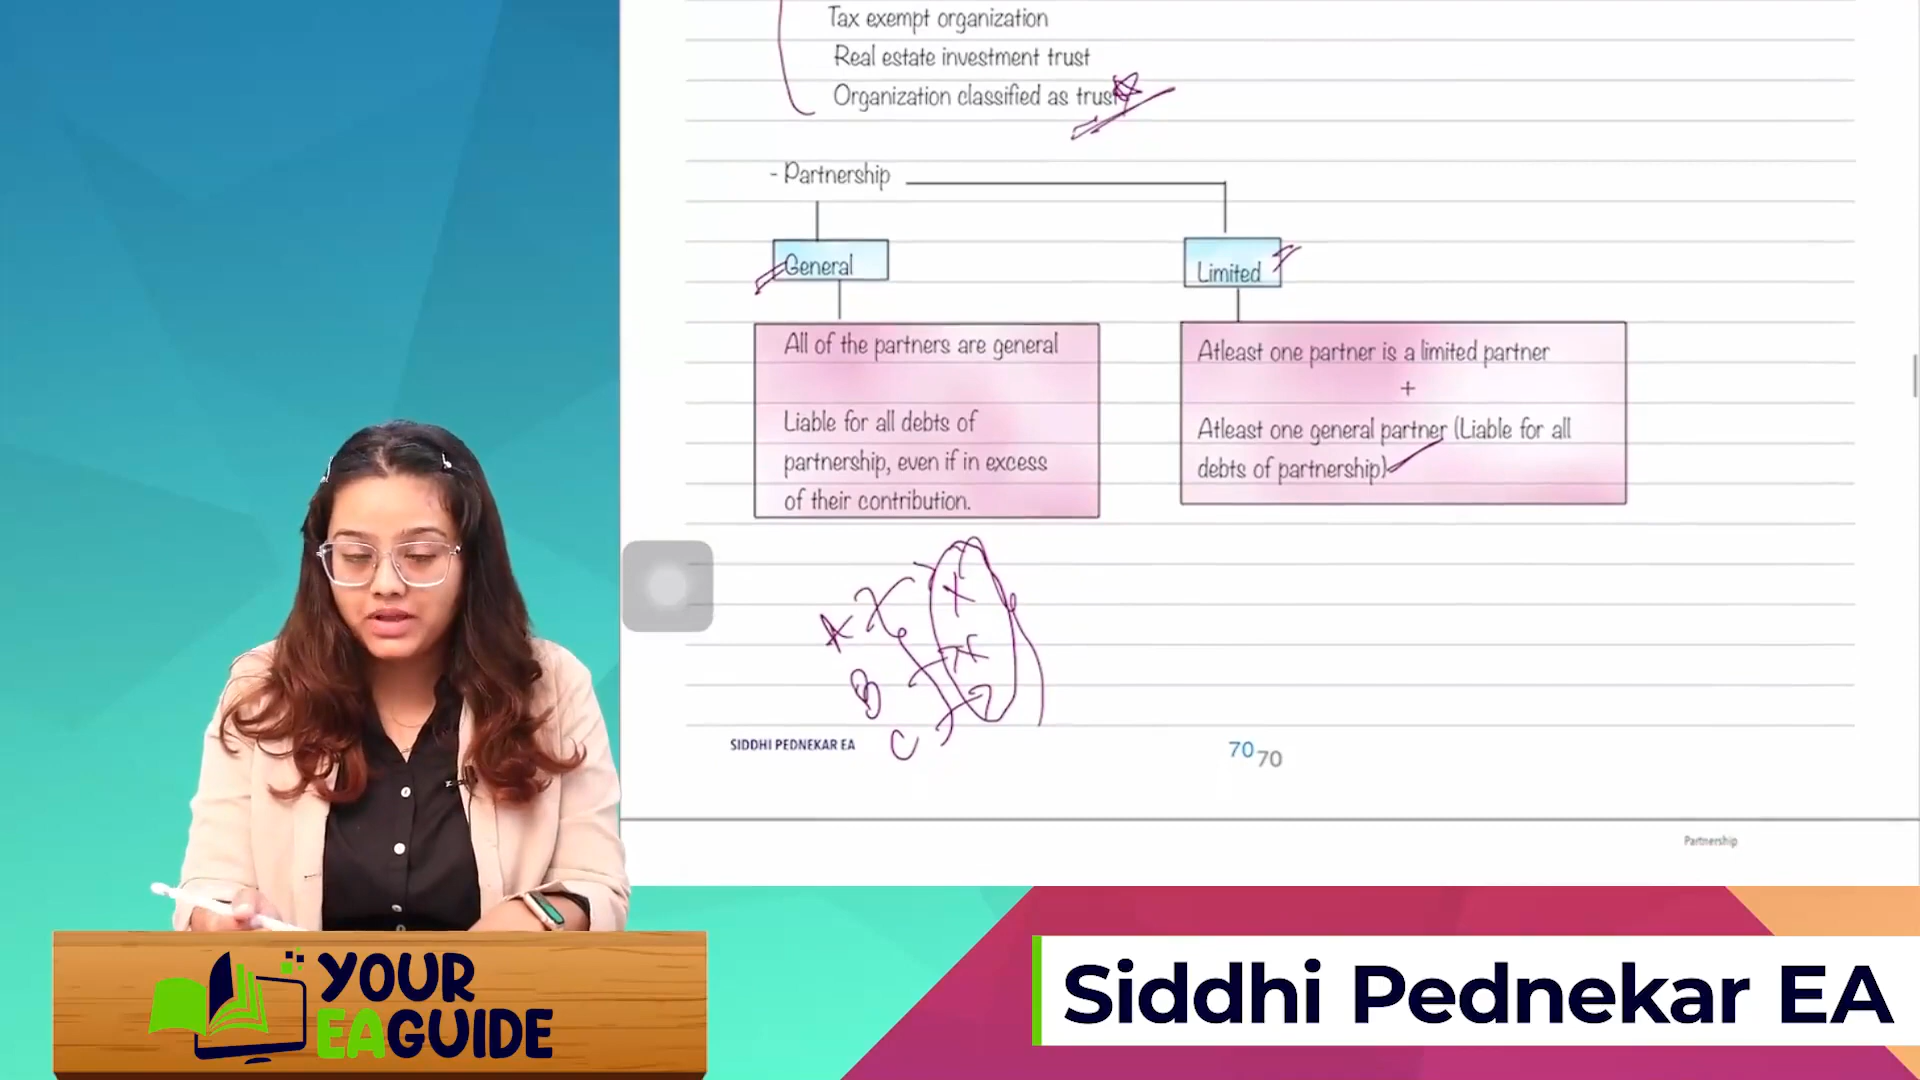 Tax exempt organization
Real estate investment trust
Organization classified as trust
- Partnership
General
Limited
All of the partners are general
Liable for all debts of
partnership, even if in excess
of their contribution.
Atleast one partner is a limited partner
+
Atleast one general partner (Liable for all
debts of partnership)
A
B
C
SIDDHI PEDNEKAR EA
70 70
Partnership
YOUR
EAGUIDE
Siddhi Pednekar EA